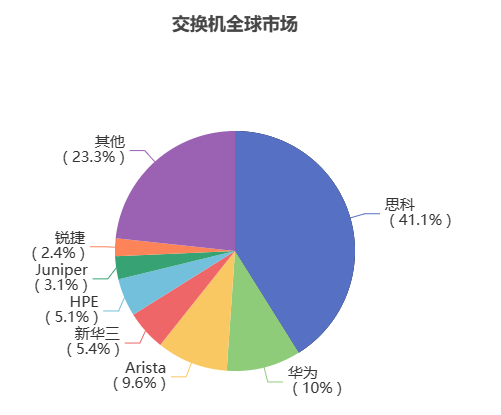 交换机全球市场
其他
( 23.3% )
思科
( 41.1% )
锐捷
( 2.4% )
Juniper
( 3.1% )
HPE
( 5.1% )
新华三
( 5.4% )
Arista
( 9.6% )
华为
( 10% )